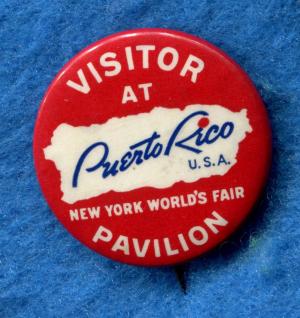 VISITOR
AT
Puerto Rico
U.S.A.
NEW YORK WORLD'S FAIR
PAVILION